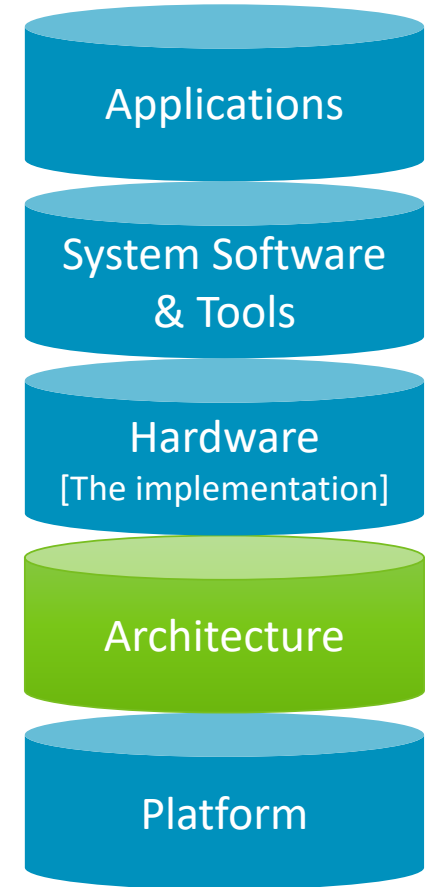 Applications
System Software
& Tools
Hardware
[The implementation]
Architecture
Platform